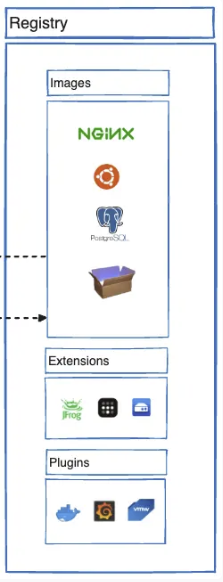 Registry
Images
NGINX
PostgreSQL
Extensions
JFrog
Plugins
vmw